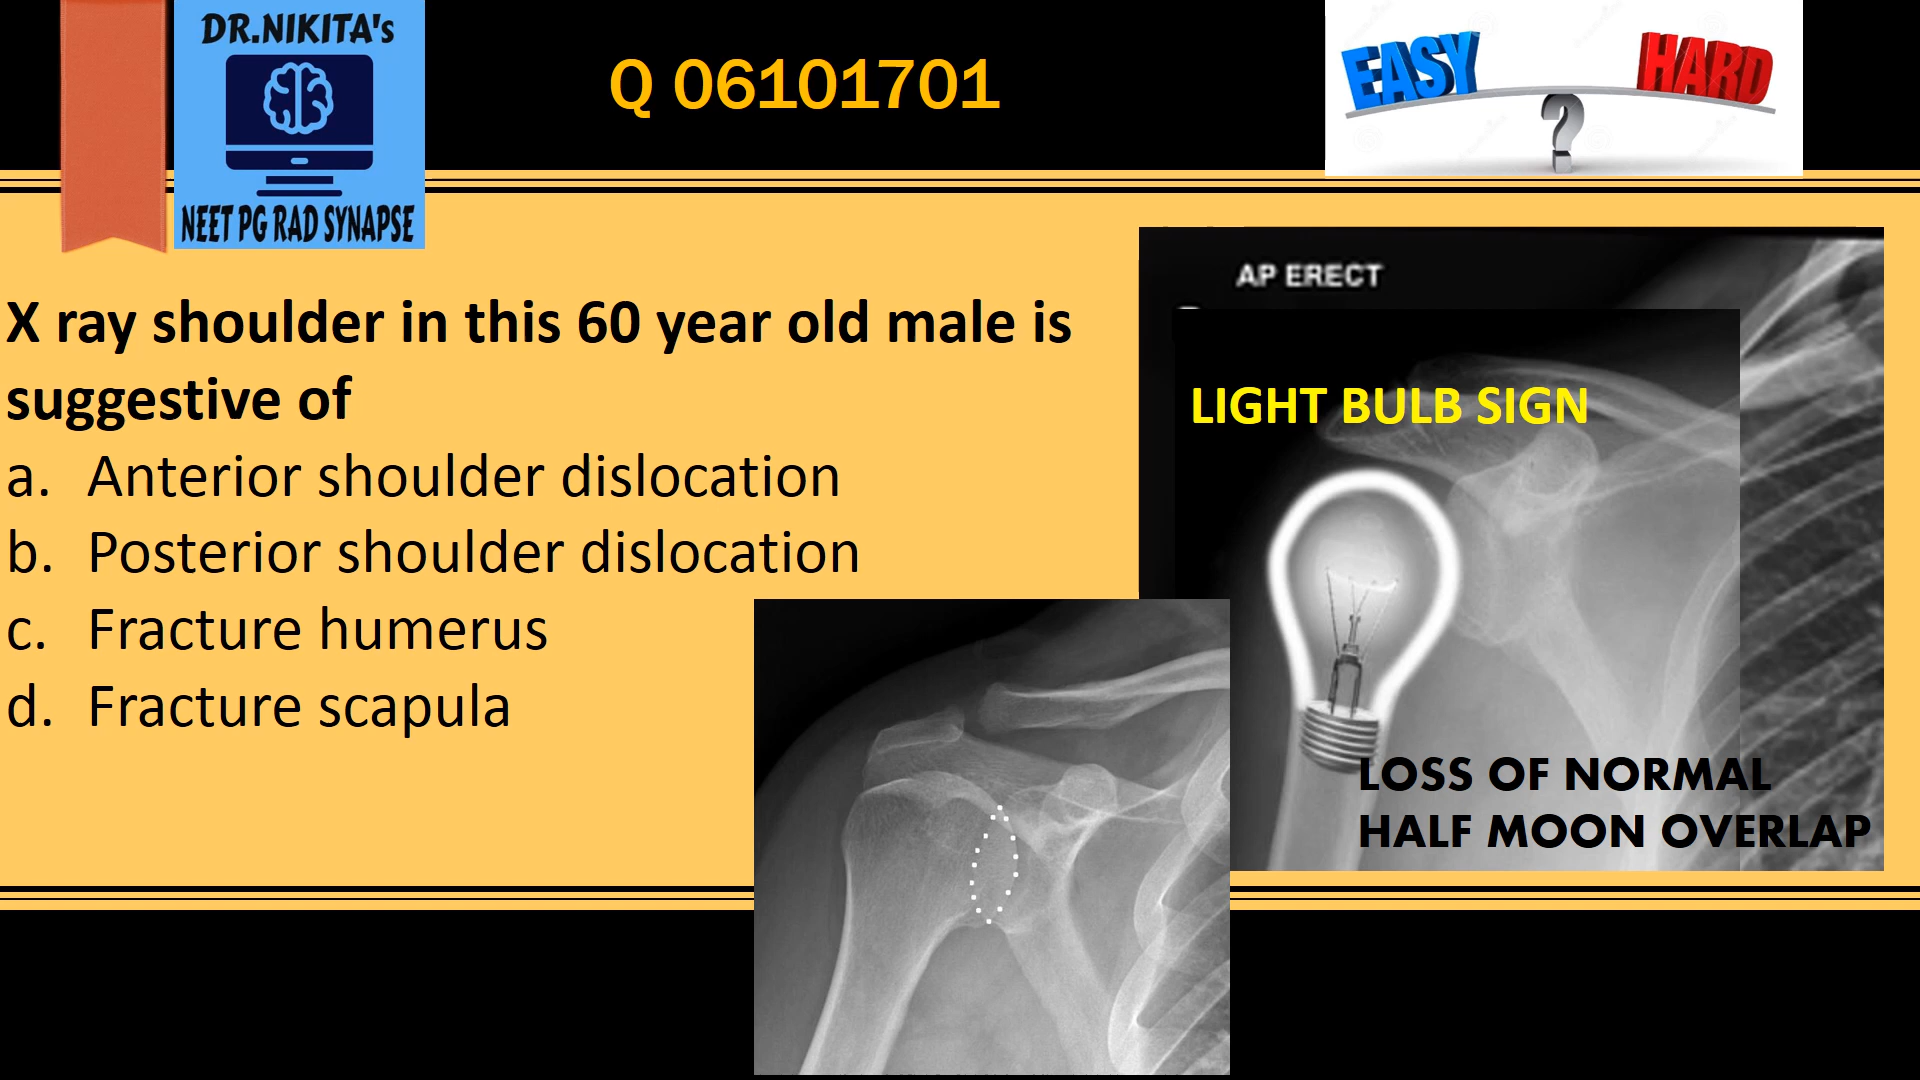 DR.NIKITA's
NEET PG RAD SYNAPSE
Q 06101701
EASY
HARD
?
X ray shoulder in this 60 year old male is
suggestive of
a. Anterior shoulder dislocation
b. Posterior shoulder dislocation
c. Fracture humerus
d. Fracture scapula
AP ERECT
LIGHT BULB SIGN
LOSS OF NORMAL
HALF MOON OVERLAP